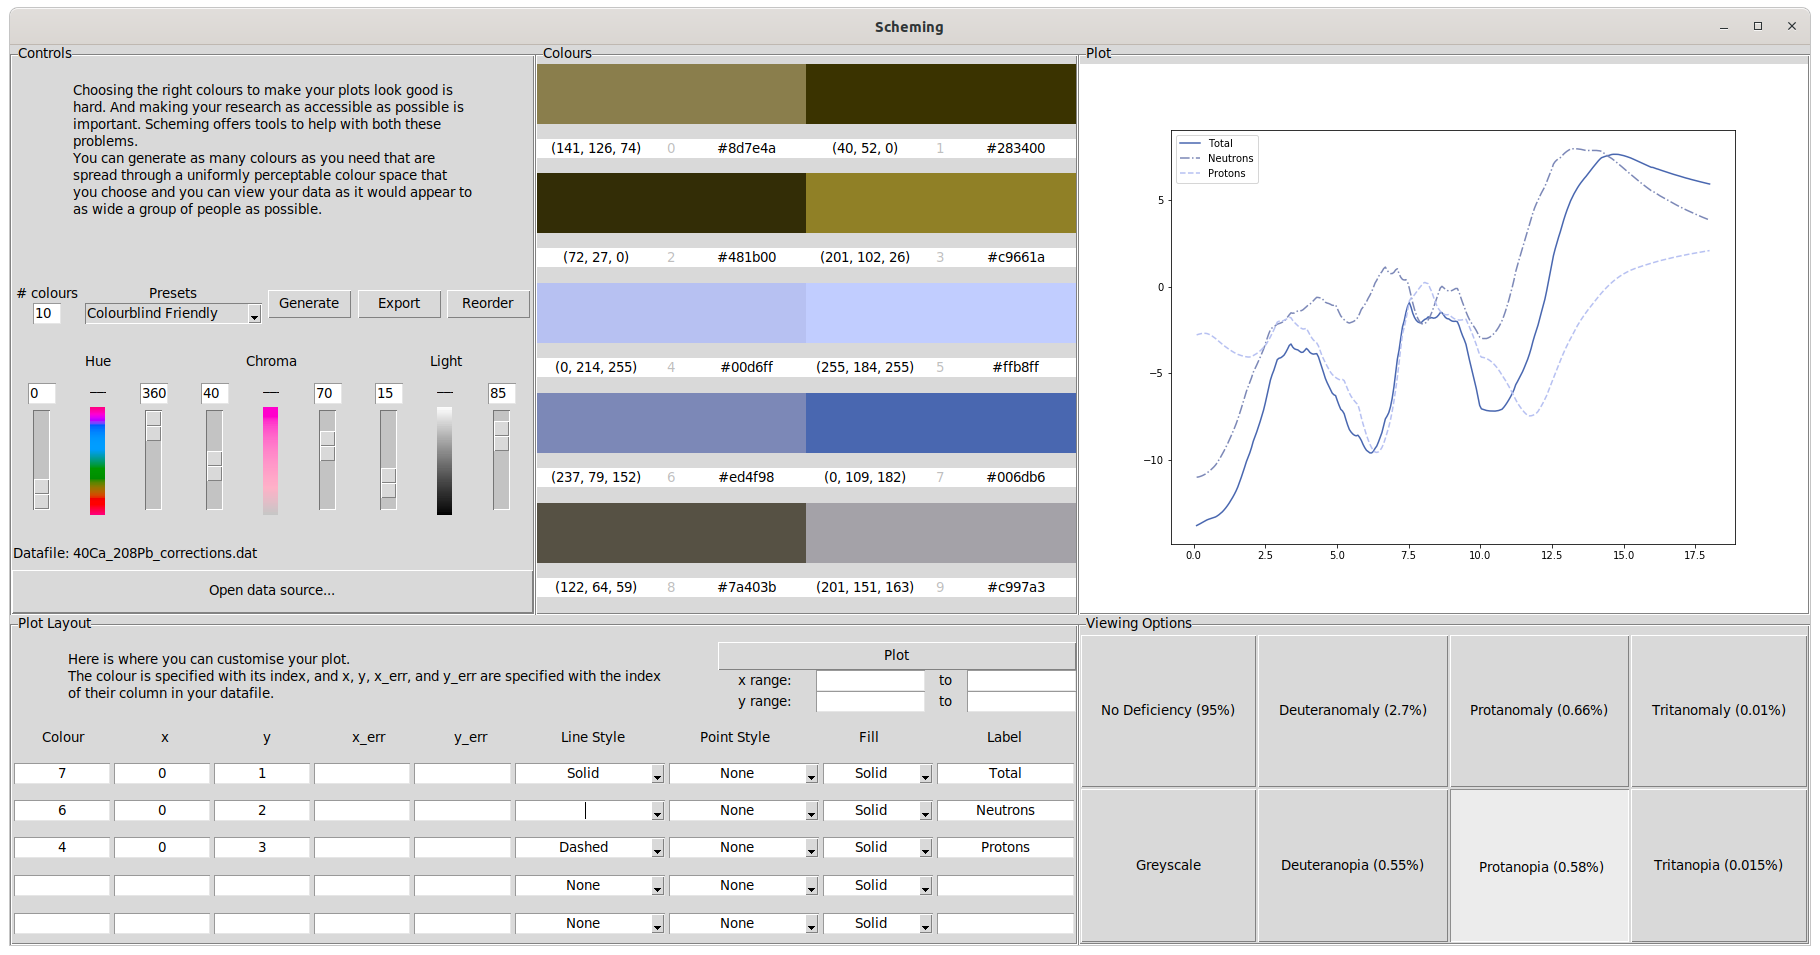 Scheming
Controls
Choosing the right colours to make your plots look good is
hard. And making your research as accessible as possible is
important. Scheming offers tools to help with both these
problems.
You can generate as many colours as you need that are
spread through a uniformly perceptable colour space that
you choose and you can view your data as it would appear to
as wide a group of people as possible.
# colours Presets
10 Colourblind Friendly Generate Export Reorder
Hue Chroma Light
0 360 40 70 15 85
Datafile: 40Ca_208Pb_corrections.dat
Open data source...
Colours
(141, 126, 74) 0 #8d7e4a (40, 52, 0) 1 #283400
(72, 27, 0) 2 #481b00 (201, 102, 26) 3 #c9661a
(0, 214, 255) 4 #00d6ff (255, 184, 255) 5 #ffb8ff
(237, 79, 152) 6 #ed4f98 (0, 109, 182) 7 #006db6
(122, 64, 59) 8 #7a403b (201, 151, 163) 9 #c997a3
Plot
Total
Neutrons
Protons
5
0
−5
−10
0.0 2.5 5.0 7.5 10.0 12.5 15.0 17.5
Plot Layout
Here is where you can customise your plot.
The colour is specified with its index, and x, y, x_err, and y_err are specified with the index
of their column in your datafile.
Plot
x range: to
y range: to
Colour x y x_err y_err Line Style Point Style Fill Label
7 0 1 Solid None Solid Total
6 0 2 None Solid Neutrons
4 0 3 Dashed None Solid Protons
None None Solid
None None Solid
Viewing Options
No Deficiency (95%) Deuteranomaly (2.7%) Protanomaly (0.66%) Tritanomaly (0.01%)
Greyscale Deuteranopia (0.55%) Protanopia (0.58%) Tritanopia (0.015%)